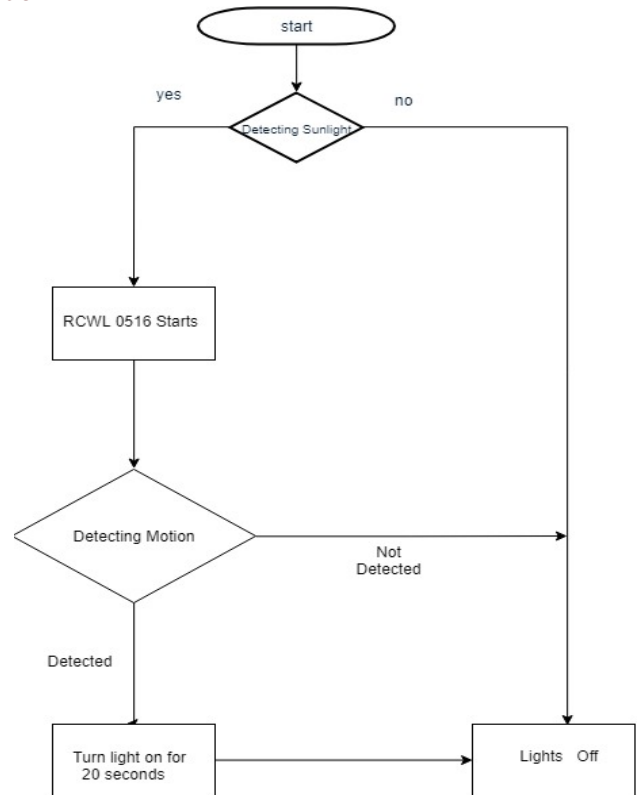 start
yes
no
Detecting Sunlight
RCWL 0516 Starts
Detecting Motion
Not
Detected
Detected
Turn light on for
20 seconds
Lights Off